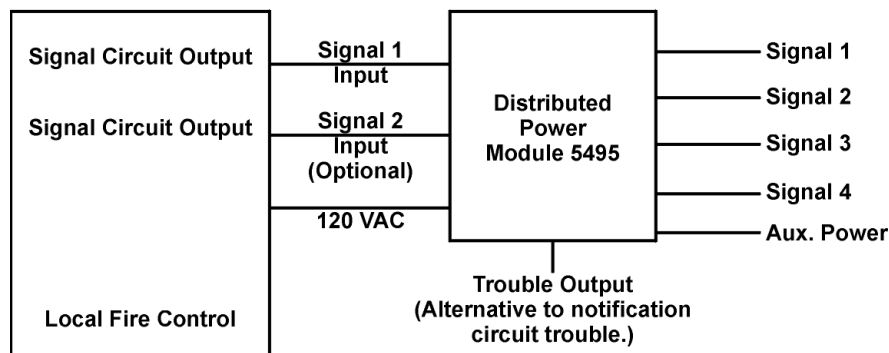 Signal Circuit Output
Signal Circuit Output
Local Fire Control
Signal 1
Input
Signal 2
Input
(Optional)
120 VAC
Distributed
Power
Module 5495
Signal 1
Signal 2
Signal 3
Signal 4
Aux. Power
Trouble Output
(Alternative to notification
circuit trouble.)